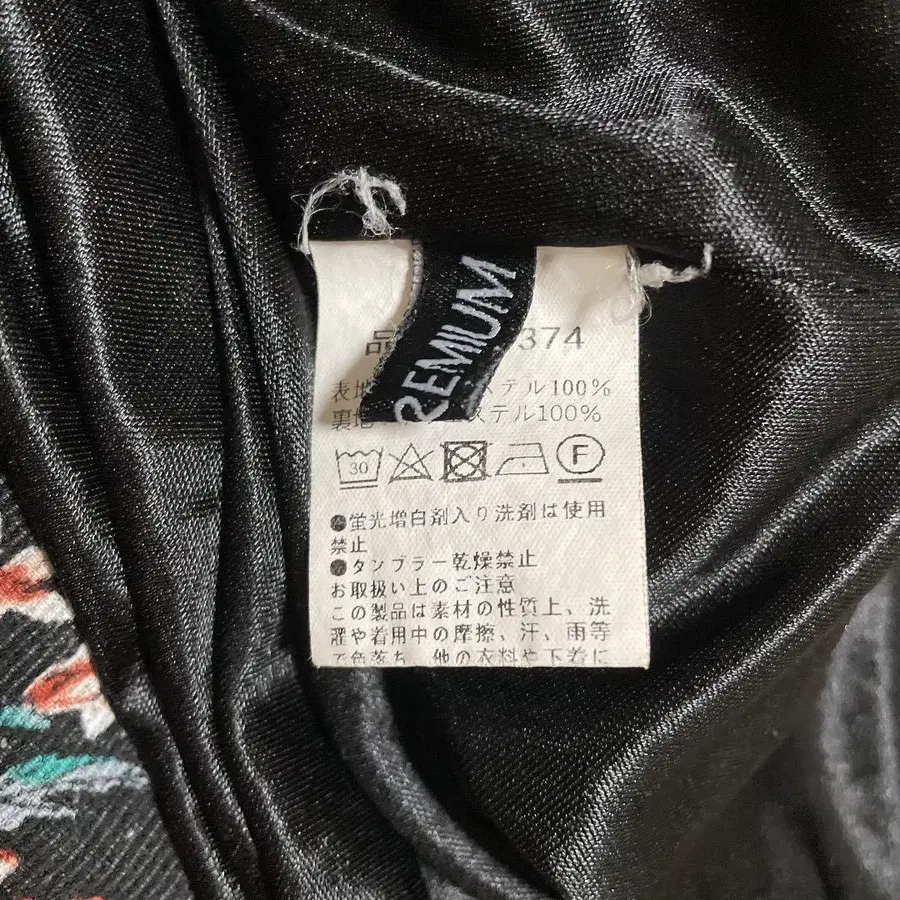 REMIUM
品 374
表地 ステル100%
裏地 ステル100%
30 F
●蛍光増白剤入り洗剤は使用
禁止
●タンブラー乾燥禁止
お取扱い上のご注意
この製品は素材の性質上、洗
濯や着用中の摩擦、汗、雨等
で色落ち、他の衣料や下着に